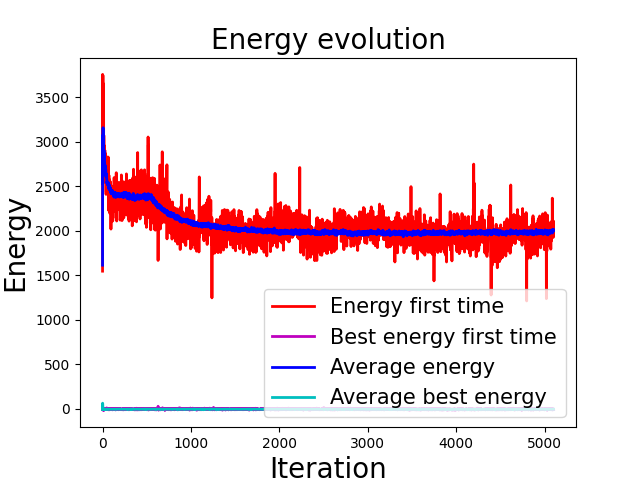 Energy evolution
Energy
3500
3000
2500
2000
1500
1000
500
0
0 1000 2000 3000 4000 5000
Iteration
Energy first time
Best energy first time
Average energy
Average best energy